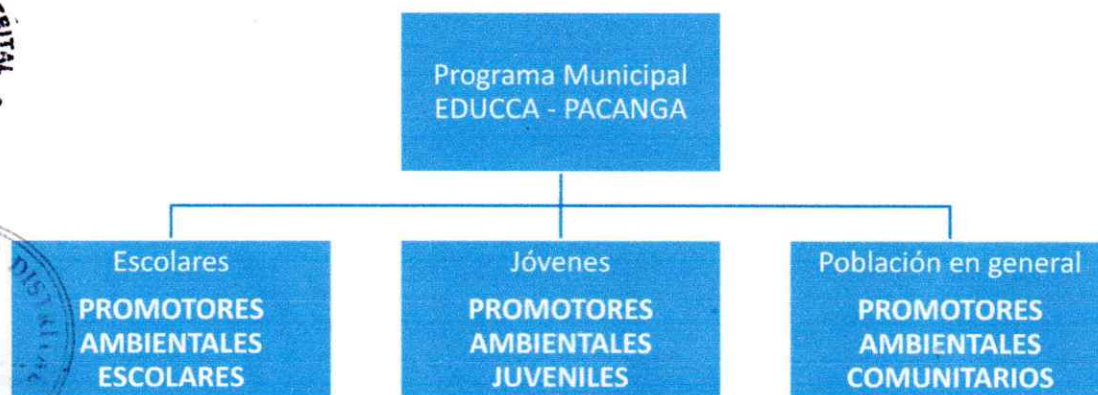 Programa Municipal
EDUCCA - PACANGA
Escolares
PROMOTORES
AMBIENTALES
ESCOLARES
Jóvenes
PROMOTORES
AMBIENTALES
JUVENILES
Población en general
PROMOTORES
AMBIENTALES
COMUNITARIOS